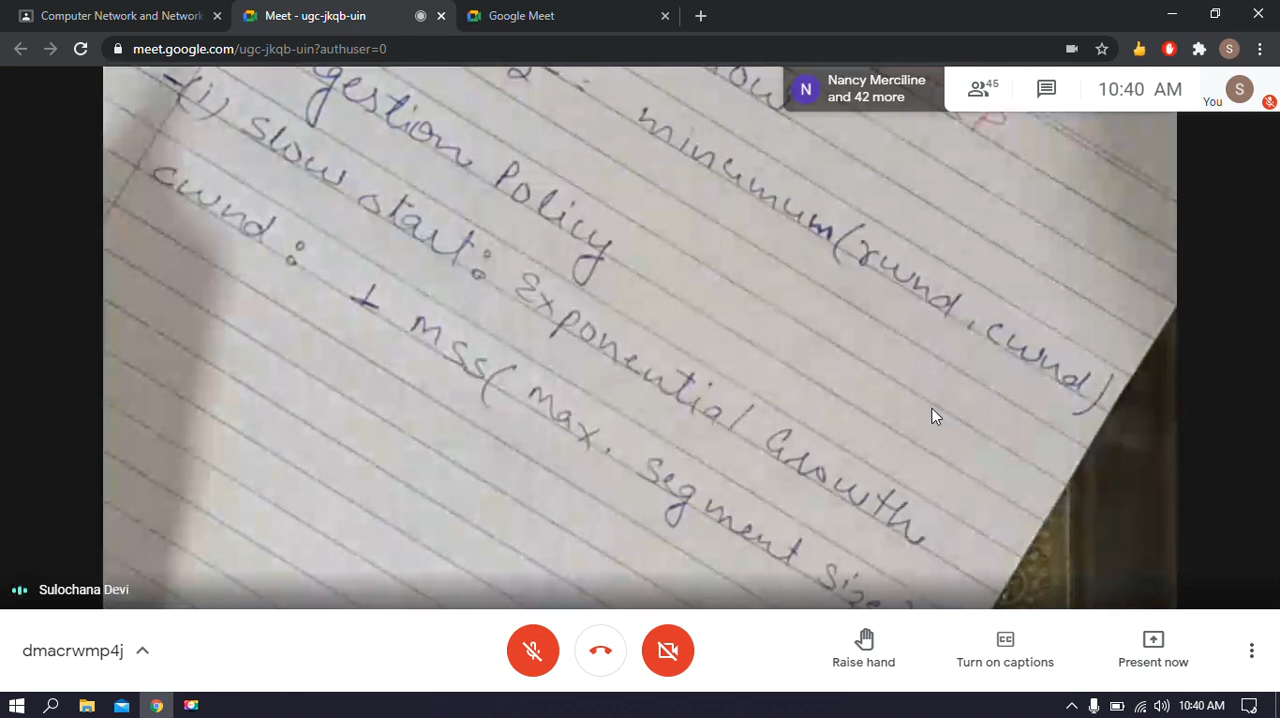 Computer Network and Network
Meet - ugc-jkqb-uin
Google Meet
meet.google.com/ugc-jkqb-uin?authuser=0
S
N
Nancy Merciline
and 42 more
45
10:40 AM
You
S
minumum(rwnd, cwnd)
gestion Policy
-(i) slow start: Exponential Growth
cwnd: 1 mss(max. segment size)
Sulochana Devi
dmacrwmp4j
Raise hand
Turn on captions
Present now
10:40 AM